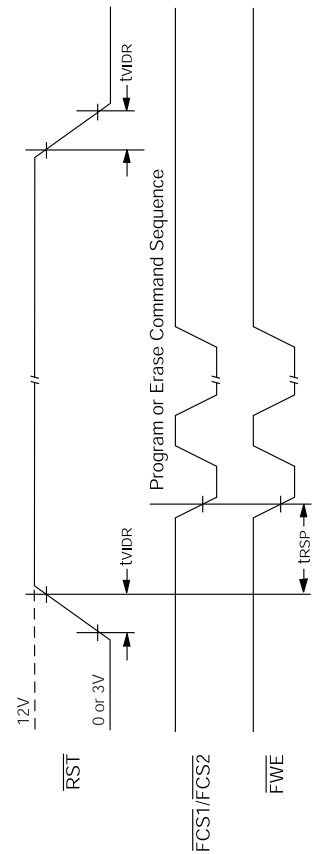 12V
0 or 3V
RST
tVIDR
tVIDR
Program or Erase Command Sequence
FCS1/FCS2
tRSP
FWE